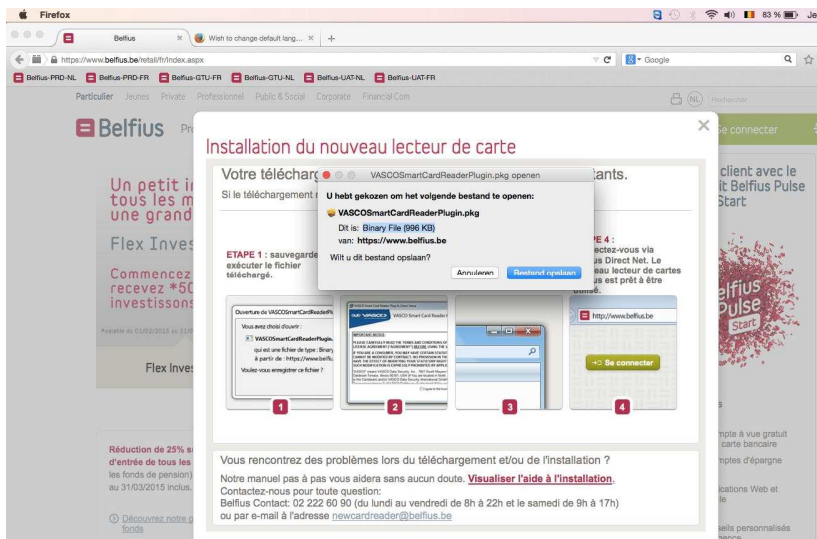 Firefox
83 %
Je
Belfius
Wish to change default lang...
https://www.belfius.be/retail/fr/Index.aspx
Google
Belfius-PRD-NL Belfius-PRD-FR Belfius-GTU-FR Belfius-GTU-NL Belfius-UAT-NL Belfius-UAT-FR
Particulier Jeunes Private Professionnel Public & Social Corporate Financial Com
NL
Rechercher
Belfius
Se connecter
Installation du nouveau lecteur de carte
Votre télécharg
tants.
Si le téléchargement
VASCOSmartCardReaderPlugin.pkg openen
U hebt gekozen om het volgende bestand te openen:
VASCOSmartCardReaderPlugin.pkg
Dit is: Binary File (996 KB)
van: https://www.belfius.be
Wilt u dit bestand opslaan?
Annuleren
Bestand opslaan
ETAPE 1 : sauvegarde
exécuter le fichier
téléchargé.
PE 4 :
ectez-vous via
us Direct Net. Le
eau lecteur de cartes
us est prêt à être
utilisé.
Ouverture de VASCOSmartCardReaderPl
Vous avez choisi d'ouvrir :
VASCOSmartCardReaderPlugin.
qui est un fichier de type : Binary
à partir de : https://www.belfiu
Voulez-vous enregistrer ce fichier ?
1
VASCO
2
3
http://www.belfius.be
Se connecter
4
Vous rencontrez des problèmes lors du téléchargement et/ou de l'installation ?
Notre manuel pas à pas vous aidera sans aucun doute. Visualiser l'aide à l'installation.
Contactez-nous pour toute question:
Belfius Contact: 02 222 60 90 (du lundi au vendredi de 8h à 22h et le samedi de 9h à 17h)
ou par e-mail à l'adresse newcardreader@belfius.be
Un petit i
tous les m
une grand
Flex Inves
Commencez
recevez *50
investissons
Flex Inves
Réduction de 25% s
d'entrée de tous les
les fonds de pension)
au 31/03/2015 inclus.
Découvrez notre g
fonds
client avec le
it Belfius Pulse
Start
elfius
Pulse
Start
mpte à vue gratuit
carte bancaire
mptes d'épargne
ications Web et
le
seils personnalisés